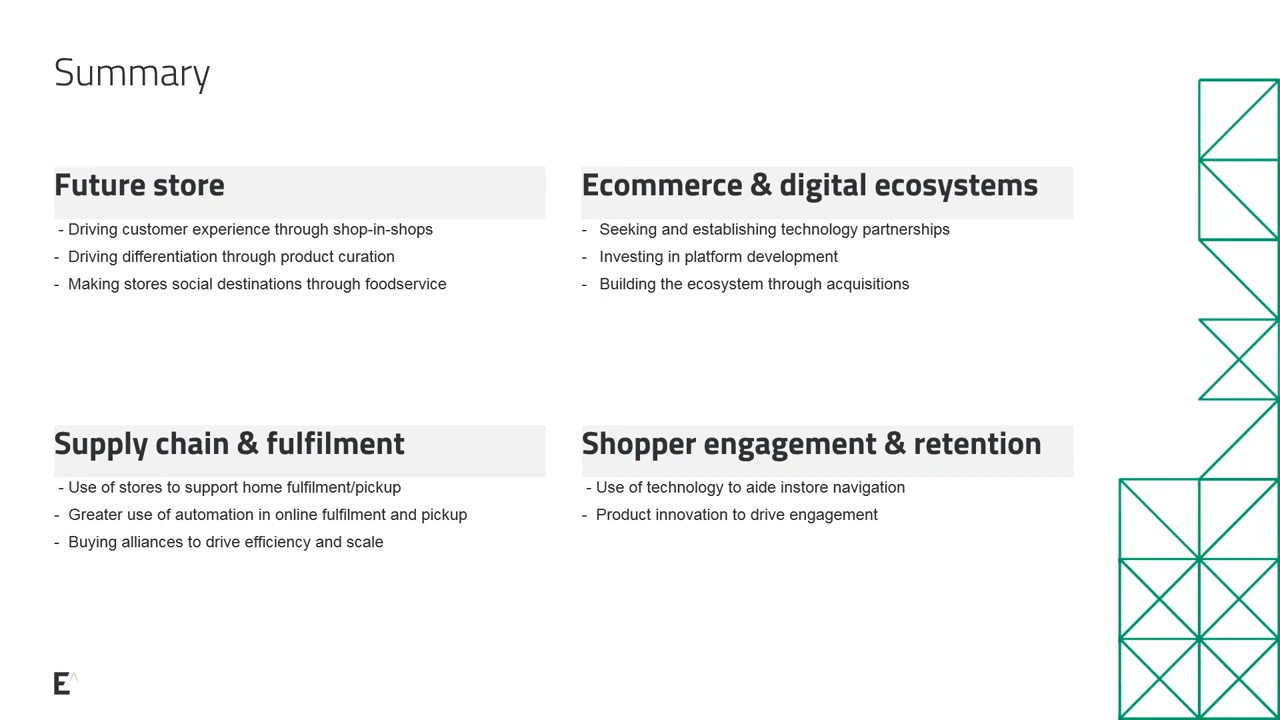 Summary
Future store
- Driving customer experience through shop-in-shops
- Driving differentiation through product curation
- Making stores social destinations through foodservice
Ecommerce & digital ecosystems
- Seeking and establishing technology partnerships
- Investing in platform development
- Building the ecosystem through acquisitions
Supply chain & fulfilment
- Use of stores to support home fulfilment/pickup
- Greater use of automation in online fulfilment and pickup
- Buying alliances to drive efficiency and scale
Shopper engagement & retention
- Use of technology to aide instore navigation
- Product innovation to drive engagement
E^